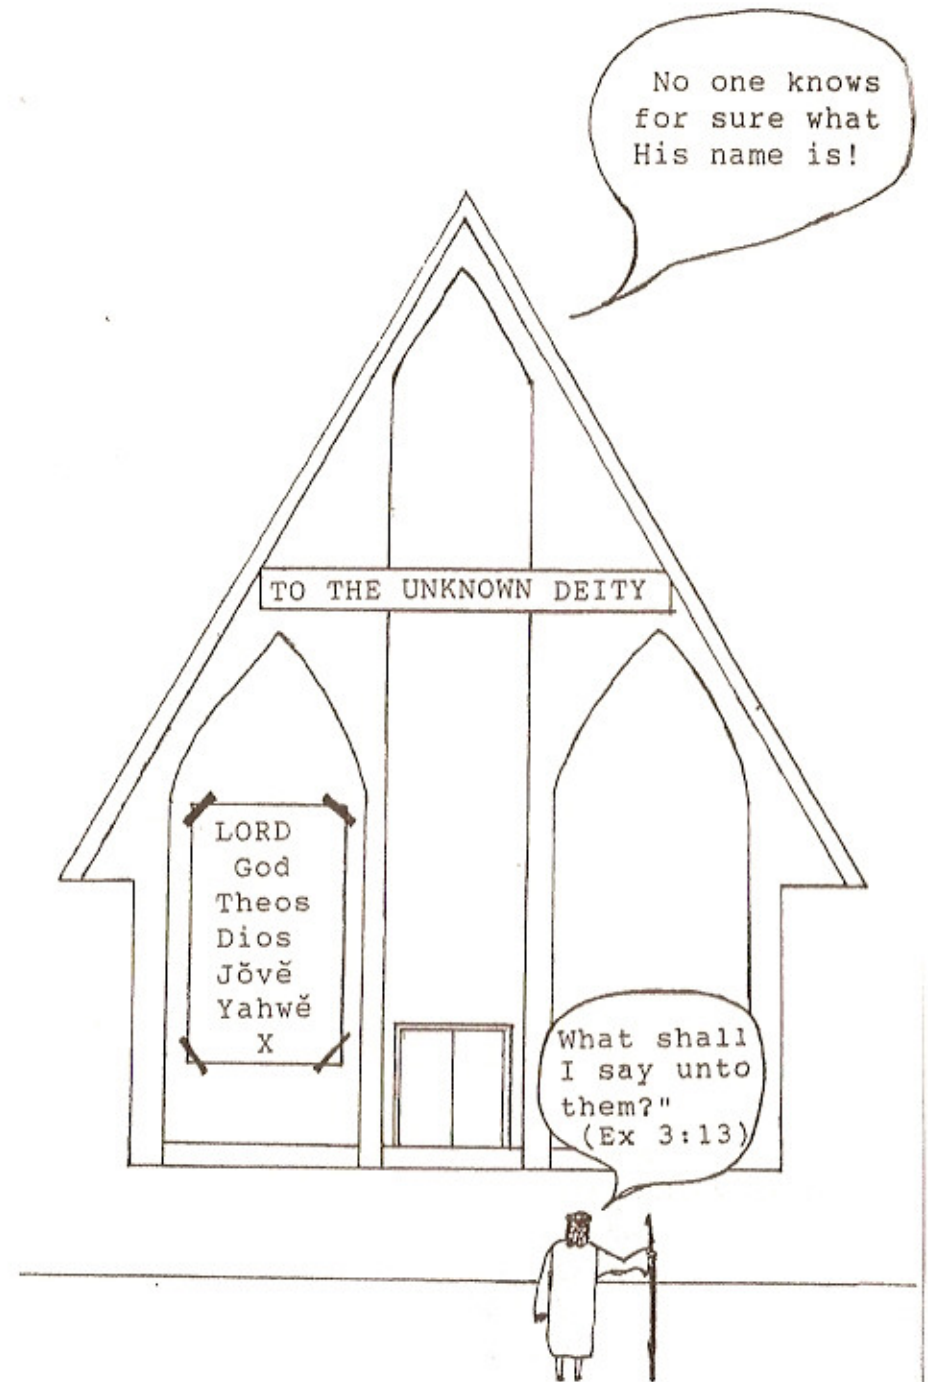 No one knows
for sure what
His name is!
TO THE UNKNOWN DEITY
LORD
God
Theos
Dios
Jŏvĕ
Yahwĕ
X
What shall
I say unto
them?"
(Ex 3:13)